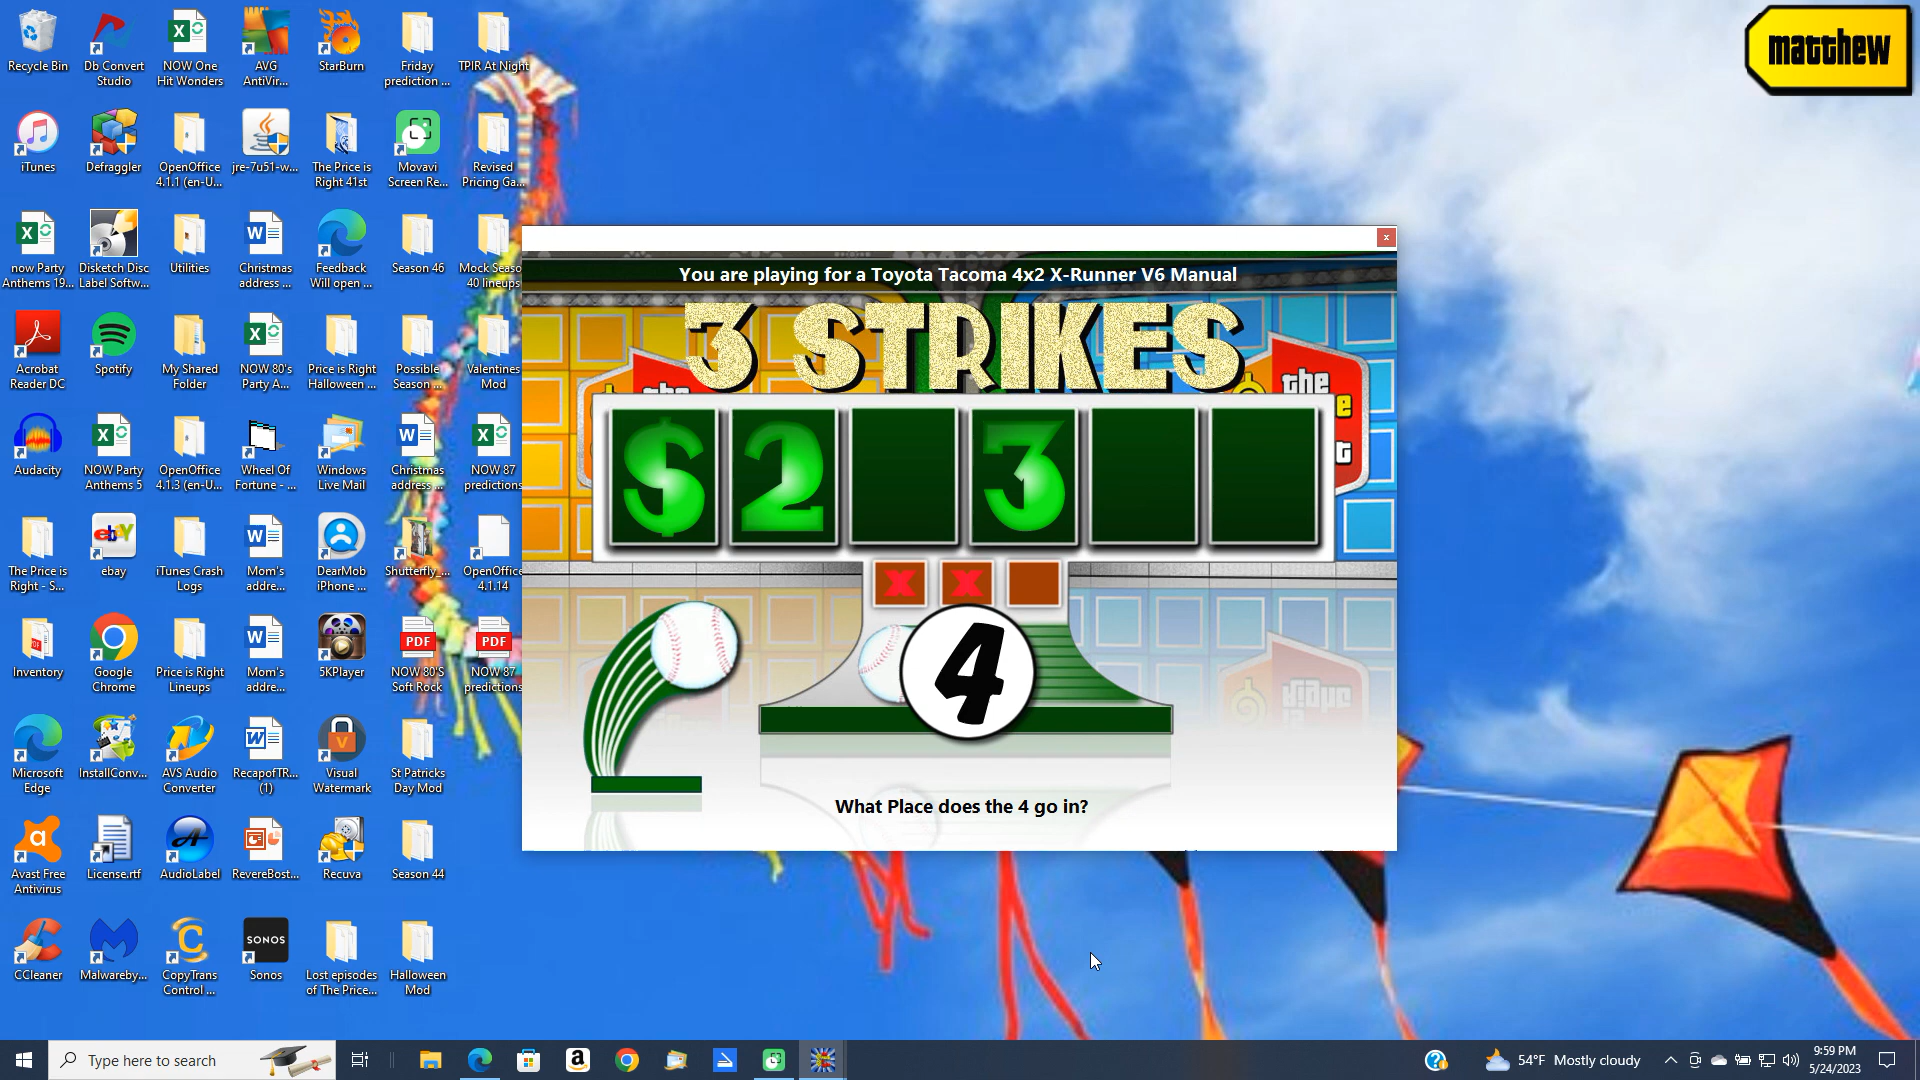 Recycle Bin
Db Convert
Studio
NOW One
Hit Wonders
AVG
AntiVir...
StarBurn
Friday
prediction ...
TPIR At Night
matthew
iTunes
Defraggler
OpenOffice
4.1.1 (en-U...
jre-7u51-w...
The Price is
Right 41st
Movavi
Screen Re...
Revised
Pricing Ga...
now Party
Anthems 19...
Disketch Disc
Label Softw...
Utilities
Christmas
address ...
Feedback
Will open ...
Season 46
Mock Seaso
40 lineups
You are playing for a Toyota Tacoma 4x2 X-Runner V6 Manual
3 STRIKES
the
$2 3
X X
4
What Place does the 4 go in?
Acrobat
Reader DC
Spotify
My Shared
Folder
NOW 80's
Party A...
Price is Right
Halloween ...
Possible
Season ...
Valentines
Mod
Audacity
NOW Party
Anthems 5
OpenOffice
4.1.3 (en-U...
Wheel Of
Fortune - ...
Windows
Live Mail
Christmas
address ...
NOW 87
predictions
The Price is
Right - S...
ebay
iTunes Crash
Logs
Mom's
addre...
DearMob
iPhone ...
Shutterfly_...
OpenOffice
4.1.14
Inventory
Google
Chrome
Price is Right
Lineups
Mom's
addre...
5KPlayer
PDF
NOW 80'S
Soft Rock
PDF
NOW 87
predictions
Microsoft
Edge
InstallConv...
AVS Audio
Converter
RecapofTR...
(1)
Visual
Watermark
St Patricks
Day Mod
Avast Free
Antivirus
License.rtf
AudioLabel
RevereBost...
Recuva
Season 44
CCleaner
Malwareby...
CopyTrans
Control ...
SONOS
Sonos
Lost episodes
of The Price...
Halloween
Mod
Type here to search
54°F Mostly cloudy
9:59 PM
5/24/2023